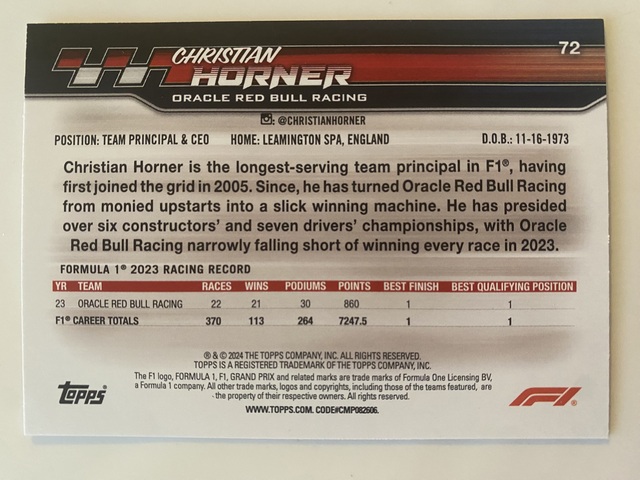 CHRISTIAN
72
HORNER
ORACLE RED BULL RACING
: @CHRISTIANHORNER
POSITION: TEAM PRINCIPAL & CEO HOME: LEAMINGTON SPA, ENGLAND D.O.B.: 11-16-1973
Christian Horner is the longest-serving team principal in F1®, having
first joined the grid in 2005. Since, he has turned Oracle Red Bull Racing
from monied upstarts into a slick winning machine. He has presided
over six constructors' and seven drivers' championships, with Oracle
Red Bull Racing narrowly falling short of winning every race in 2023.
FORMULA 1® 2023 RACING RECORD
YR TEAM RACES WINS PODIUMS POINTS BEST FINISH BEST QUALIFYING POSITION
23 ORACLE RED BULL RACING 22 21 30 860 1 1
F1® CAREER TOTALS 370 113 264 7247.5 1 1
® & © 2024 THE TOPPS COMPANY, INC. ALL RIGHTS RESERVED.
TOPPS IS A REGISTERED TRADEMARK OF THE TOPPS COMPANY, INC.
The F1 logo, FORMULA 1, F1, GRAND PRIX and related marks are trade marks of Formula One Licensing BV,
a Formula 1 company. All other trade marks, logos and copyrights, including those of the teams featured, are
the property of their respective owners. All rights reserved.
WWW.TOPPS.COM. CODE#CMP082606.
Topps®
F1®